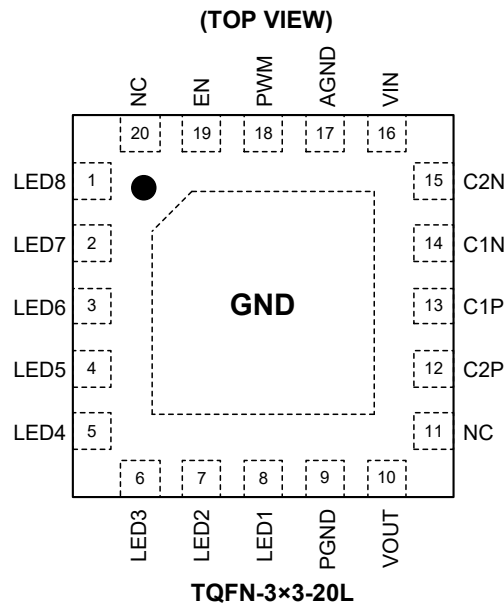 (TOP VIEW)
NC EN PWM AGND VIN
20 19 18 17 16
LED8 1 15 C2N
LED7 2 14 C1N
LED6 3 GND 13 C1P
LED5 4 12 C2P
LED4 5 11 NC
6 7 8 9 10
LED3 LED2 LED1 PGND VOUT
TQFN-3×3-20L